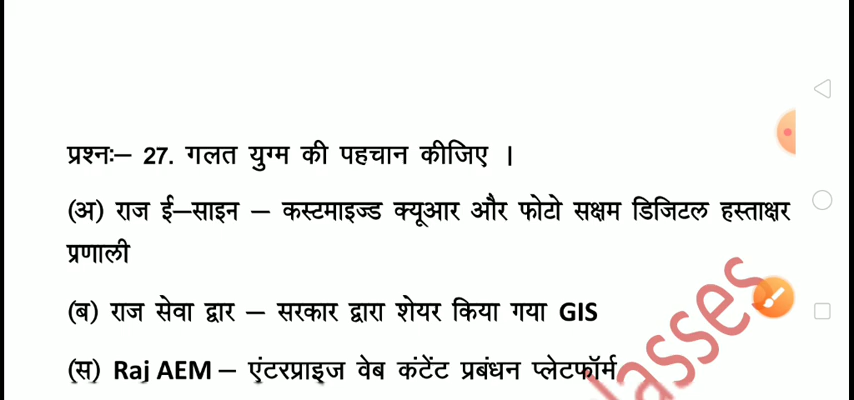 प्रश्नः– 27. गलत युग्म की पहचान कीजिए ।
(अ) राज ई–साइन – कस्टमाइज्ड क्यूआर और फोटो सक्षम डिजिटल हस्ताक्षर
प्रणाली
(ब) राज सेवा द्वार – सरकार द्वारा शेयर किया गया GIS
(स) Raj AEM – एंटरप्राइज वेब कंटेंट प्रबंधन प्लेटफॉर्म